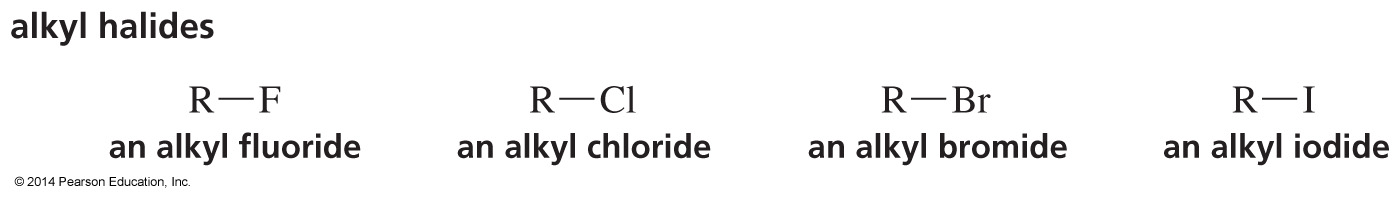 alkyl halides
R—F R—Cl R—Br R—I
an alkyl fluoride an alkyl chloride an alkyl bromide an alkyl iodide
© 2014 Pearson Education, Inc.